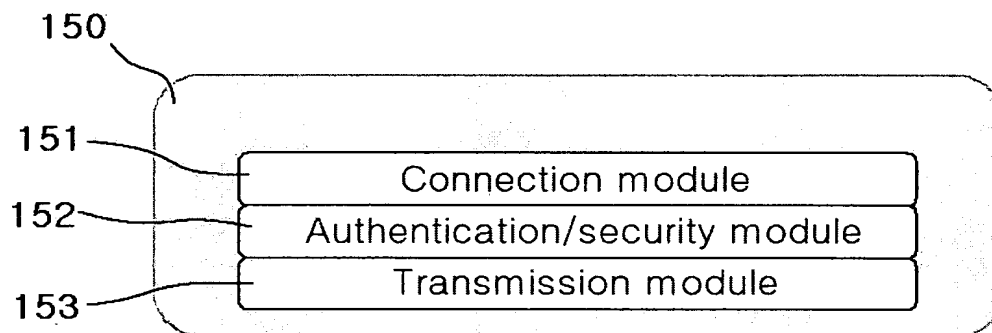 150
151
Connection module
152
Authentication/security module
153
Transmission module